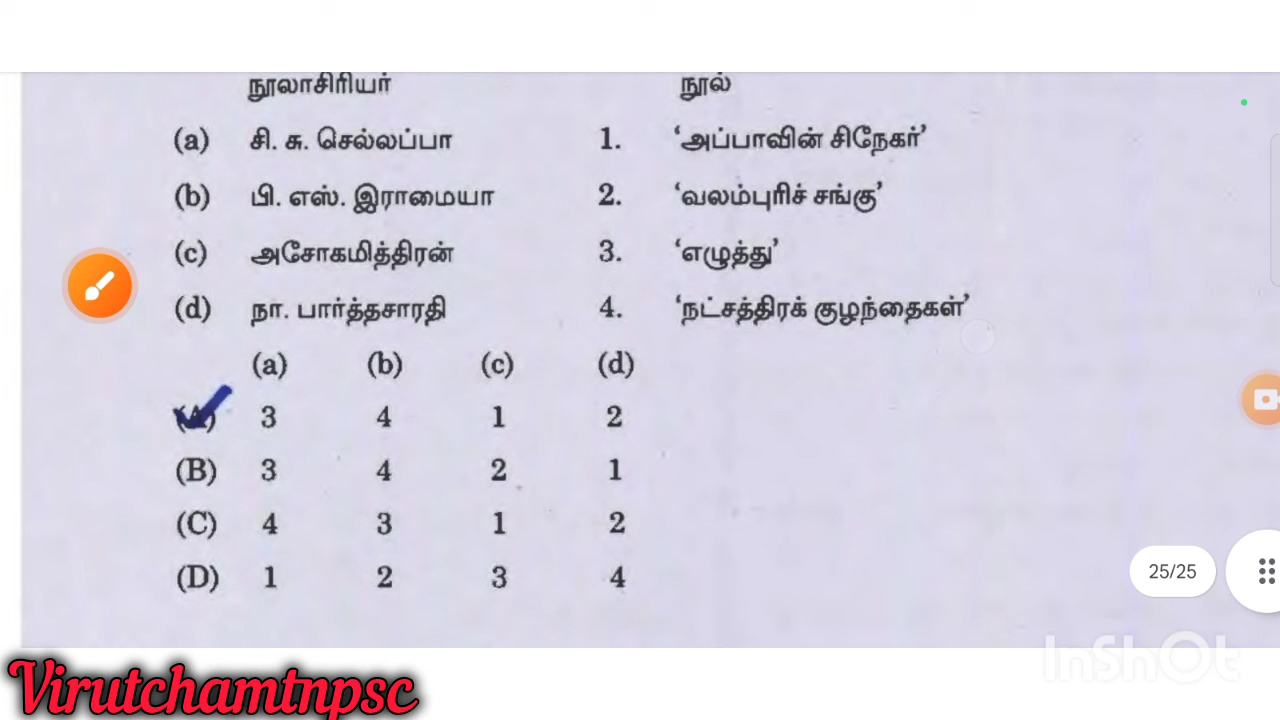 நூலாசிரியர் நூல்
(a) சி. சு. செல்லப்பா 1. ‘அப்பாவின் சிநேகர்’
(b) பி. எஸ். இராமையா 2. ‘வலம்புரிச் சங்கு’
(c) அசோகமித்திரன் 3. ‘எழுத்து’
(d) நா. பார்த்தசாரதி 4. ‘நட்சத்திரக் குழந்தைகள்’
(a) (b) (c) (d)
(A) 3 4 1 2
(B) 3 4 2 1
(C) 4 3 1 2
(D) 1 2 3 4
25/25
InShOt
Virutchamtnpsc